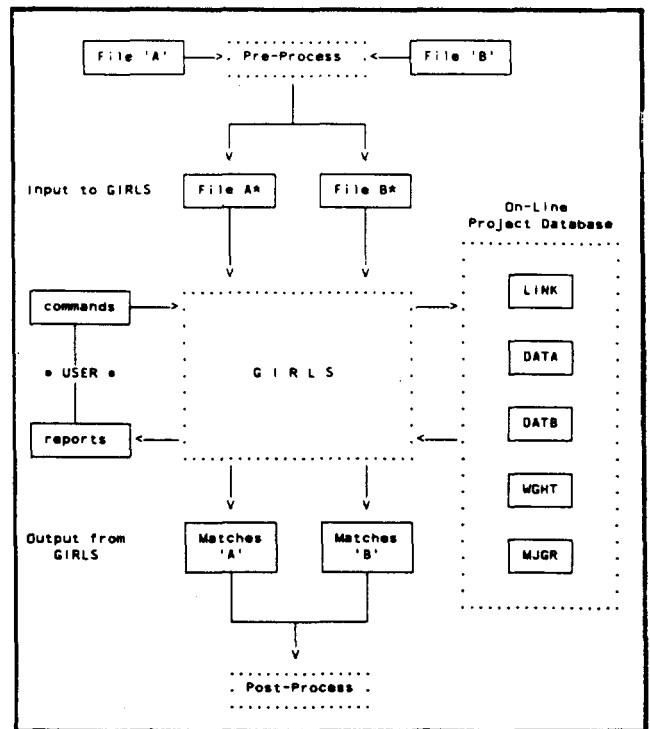 File 'A'
. Pre-Process .
File 'B'
Input to GIRLS
File A*
File B*
On-Line
Project Database
commands
* USER *
reports
G I R L S
LINK
DATA
DATB
WGHT
MJGR
Output from
GIRLS
Matches
'A'
Matches
'B'
. Post-Process .